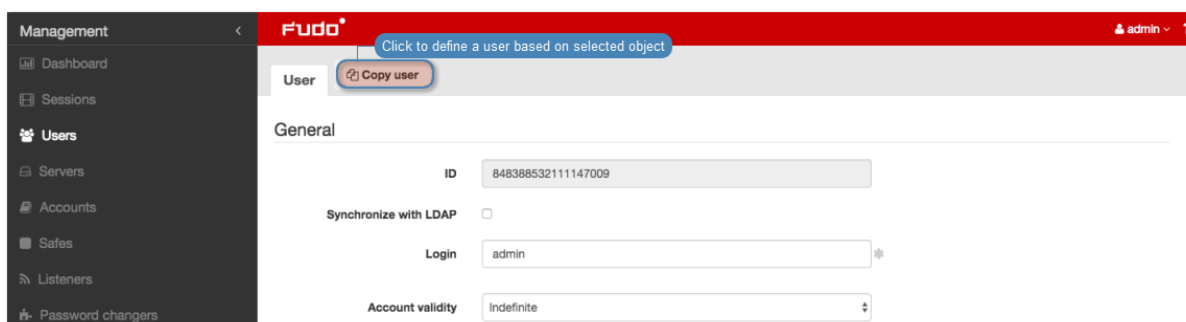 Management
Dashboard
Sessions
Users
Servers
Accounts
Safes
Listeners
Password changers
FUDO
admin
Click to define a user based on selected object
User
Copy user
General
ID
848388532111147009
Synchronize with LDAP
Login
admin
Account validity
Indefinite